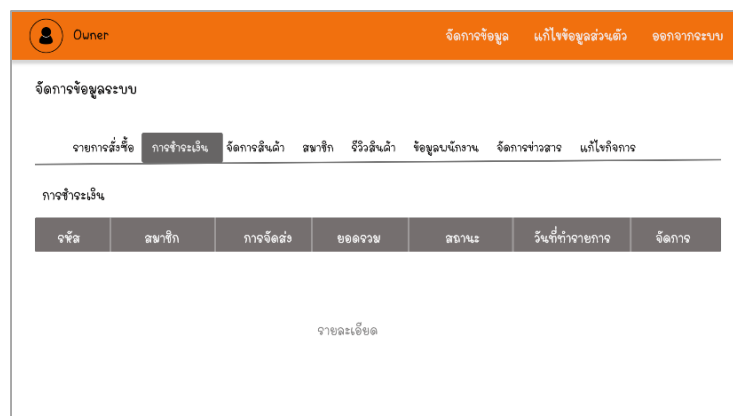 Owner จัดการข้อมูล แก้ไขข้อมูลส่วนตัว ออกจากระบบ
จัดการข้อมูลระบบ
รายการสั่งซื้อ การชำระเงิน จัดการสินค้า สมาชิก รีวิวสินค้า ข้อมูลพนักงาน จัดการข่าวสาร แก้ไขกิจการ
การชำระเงิน
รหัส สมาชิก การจัดส่ง ยอดรวม สถานะ วันที่ทำรายการ จัดการ
รายละเอียด